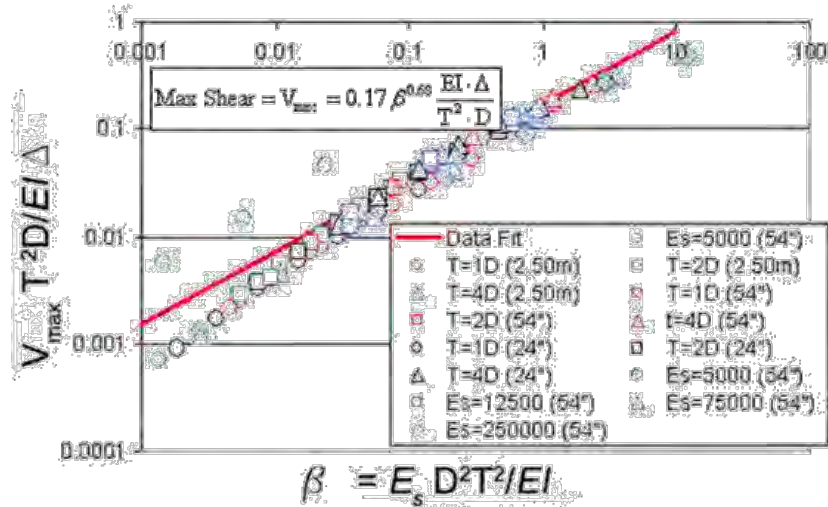 1
0.001 0.01 0.1 1 10 100
Max Shear = V = 0.17 β^0.68 EI · Δ / T² · D
0.1
0.01
0.001
0.0001
V_max T²D/EI Δ
Data Fit
Es=5000 (54")
T=1D (2.50m)
T=2D (2.50m)
T=4D (2.50m)
T=1D (54")
T=2D (54")
t=4D (54")
T=1D (24")
T=2D (24")
T=4D (24")
Es=5000 (54")
Es=12500 (54")
Es=75000 (54")
Es=250000 (54")
β = E_s D²T²/EI